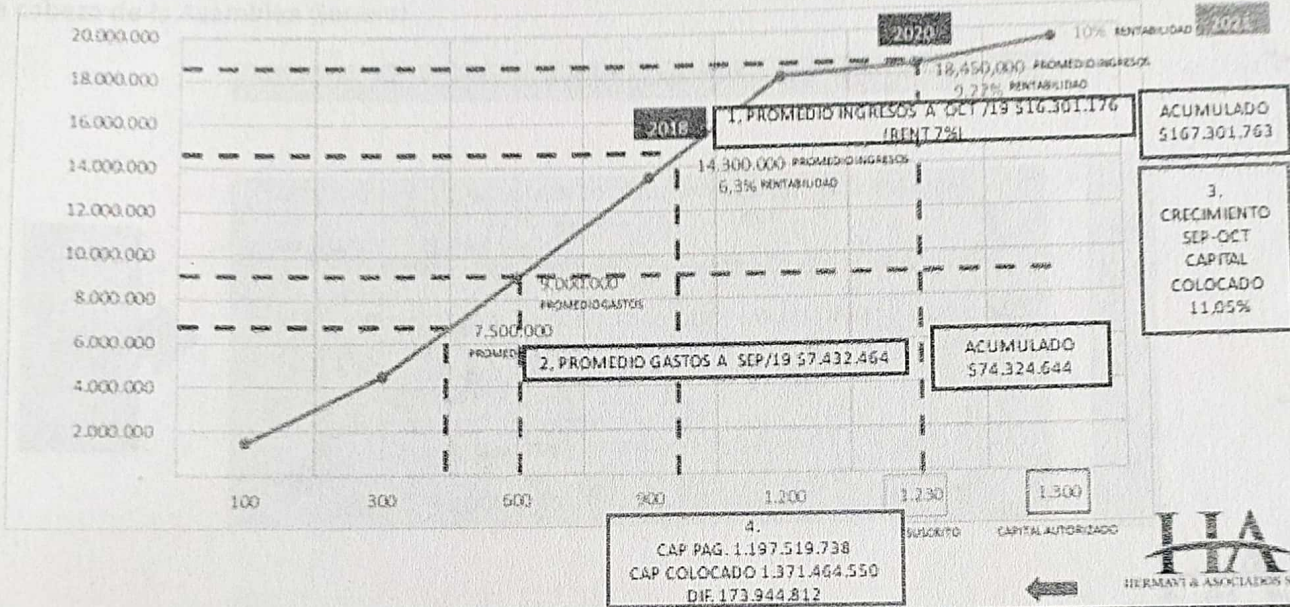 20.000.000
18.000.000
16.000.000
14.000.000
12.000.000
10.000.000
8.000.000
6.000.000
4.000.000
2.000.000
-
2018
2020
10% RENTABILIDAD
18,450,000 PROMEDIO INGRESOS
9,22% RENTABILIDAD
1. PROMEDIO INGRESOS A OCT /19 $16.301.176
(RENT 7%)
ACUMULADO
$167.301.763
14.300.000 PROMEDIO INGRESOS
6,3% RENTABILIDAD
3.
CRECIMIENTO
SEP-OCT
CAPITAL
COLOCADO
11,05%
9.000.000
PROMEDIO GASTOS
7.500.000
2. PROMEDIO GASTOS A SEP/19 $7.432.464
ACUMULADO
$74.324.644
100
300
600
900
1.200
1.230
1.300
SUSCRITO
CAPITAL AUTORIZADO
4.
CAP PAG. 1.197.519.738
CAP COLOCADO 1.371.464.550
DIF. 173.944.812
HA
HERMAVI & ASOCIADOS S